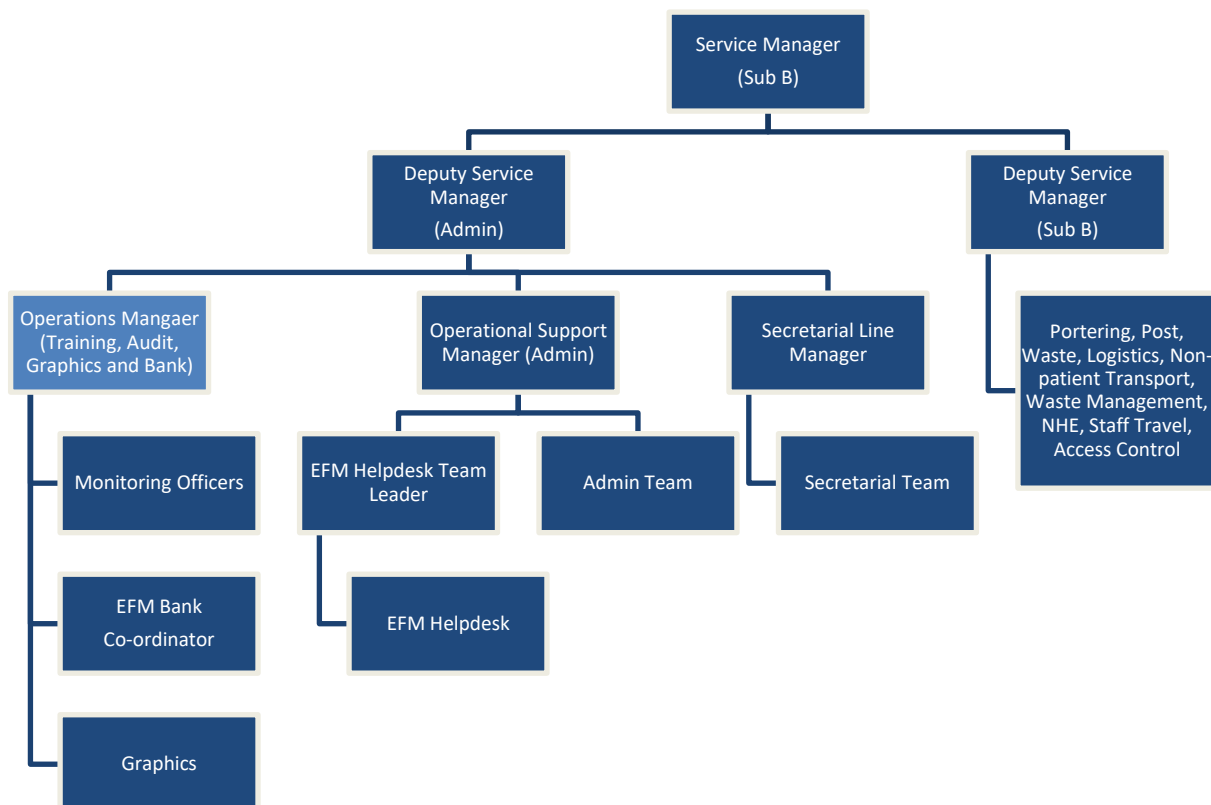 Service Manager
(Sub B)
Deputy Service
Manager
(Admin)
Deputy Service
Manager
(Sub B)
Operations Mangaer
(Training, Audit,
Graphics and Bank)
Operational Support
Manager (Admin)
Secretarial Line
Manager
Portering, Post,
Waste, Logistics, Non-
patient Transport,
Waste Management,
NHE, Staff Travel,
Access Control
Monitoring Officers
EFM Helpdesk Team
Leader
Admin Team
Secretarial Team
EFM Bank
Co-ordinator
EFM Helpdesk
Graphics